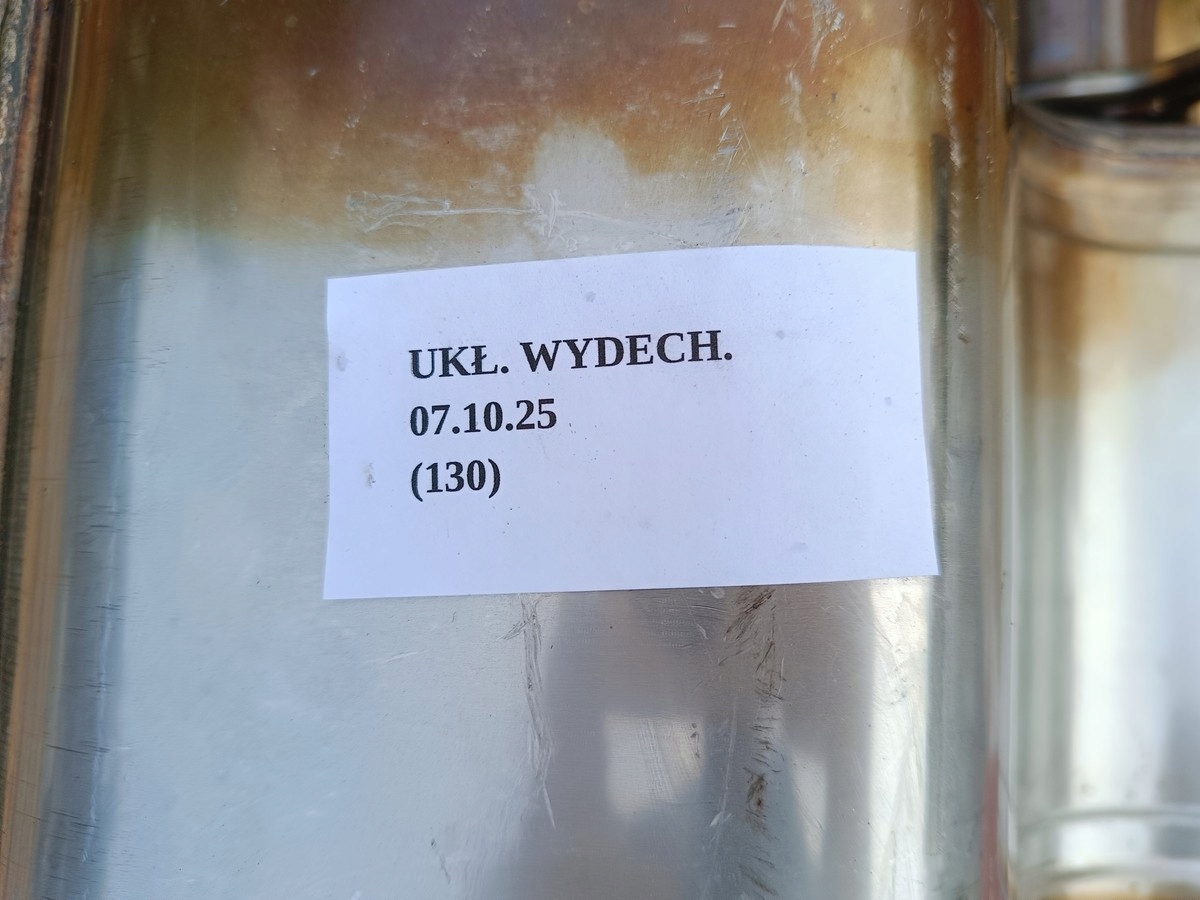 UKŁ. WYDECH.
07.10.25
(130)